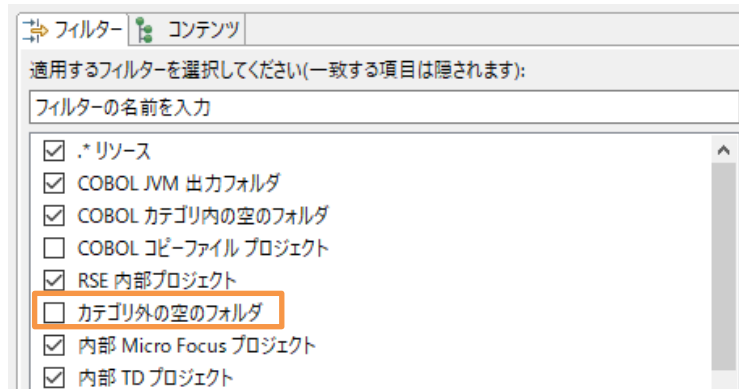 フィルター コンテンツ
適用するフィルターを選択してください(一致する項目は隠されます):
フィルターの名前を入力
.* リソース
COBOL JVM 出力フォルダ
COBOL カテゴリ内の空のフォルダ
COBOL コピーファイル プロジェクト
RSE 内部プロジェクト
カテゴリ外の空のフォルダ
内部 Micro Focus プロジェクト
内部 TD プロジェクト